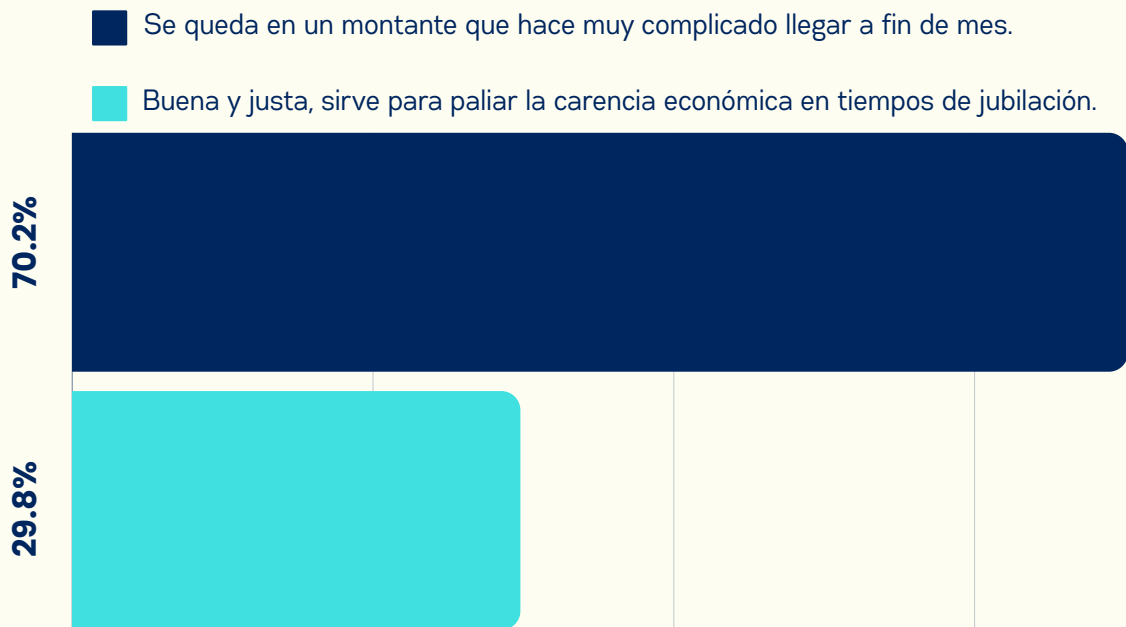 Se queda en un montante que hace muy complicado llegar a fin de mes.
Buena y justa, sirve para paliar la carencia económica en tiempos de jubilación.
70.2%
29.8%